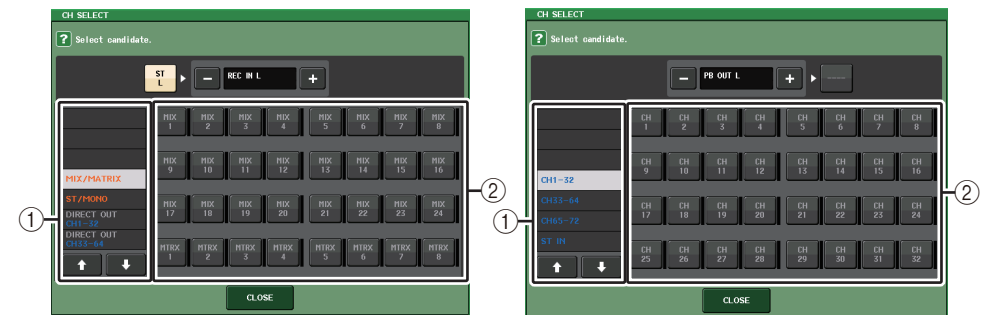 CH SELECT
? Select candidate.
ST L
− REC IN L +
MIX 1 MIX 2 MIX 3 MIX 4 MIX 5 MIX 6 MIX 7 MIX 8
MIX 9 MIX 10 MIX 11 MIX 12 MIX 13 MIX 14 MIX 15 MIX 16
MIX 17 MIX 18 MIX 19 MIX 20 MIX 21 MIX 22 MIX 23 MIX 24
MTRX 1 MTRX 2 MTRX 3 MTRX 4 MTRX 5 MTRX 6 MTRX 7 MTRX 8
MIX/MATRIX
ST/MONO
DIRECT OUT
CH1-32
DIRECT OUT
CH33-64
①
②
CLOSE
CH SELECT
? Select candidate.
− PB OUT L +
CH 1 CH 2 CH 3 CH 4 CH 5 CH 6 CH 7 CH 8
CH 9 CH 10 CH 11 CH 12 CH 13 CH 14 CH 15 CH 16
CH 17 CH 18 CH 19 CH 20 CH 21 CH 22 CH 23 CH 24
CH 25 CH 26 CH 27 CH 28 CH 29 CH 30 CH 31 CH 32
CH1-32
CH33-64
CH65-72
ST IN
①
②
CLOSE